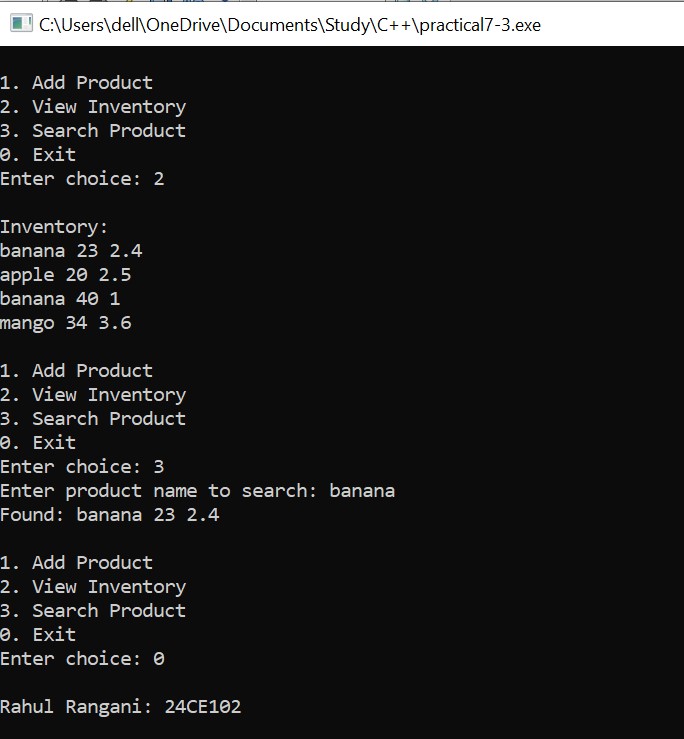 C:\Users\dell\OneDrive\Documents\Study\C++\practical7-3.exe
1. Add Product
2. View Inventory
3. Search Product
0. Exit
Enter choice: 2
Inventory:
banana 23 2.4
apple 20 2.5
banana 40 1
mango 34 3.6
1. Add Product
2. View Inventory
3. Search Product
0. Exit
Enter choice: 3
Enter product name to search: banana
Found: banana 23 2.4
1. Add Product
2. View Inventory
3. Search Product
0. Exit
Enter choice: 0
Rahul Rangani: 24CE102